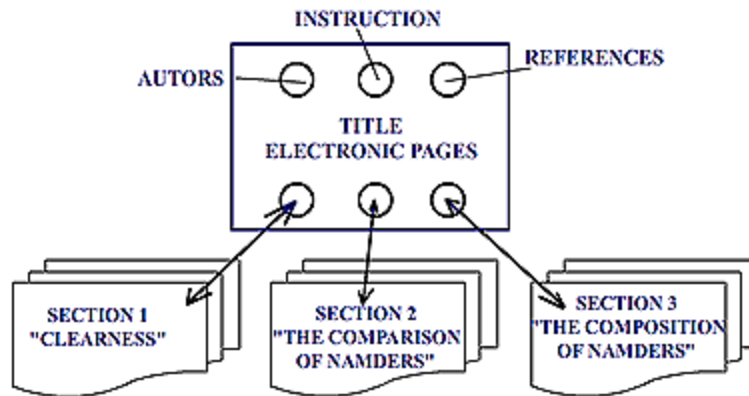 INSTRUCTION
AUTORS
REFERENCES
TITLE
ELECTRONIC PAGES
SECTION 1
"CLEARNESS"
SECTION 2
"THE COMPARISON
OF NAMDERS"
SECTION 3
"THE COMPOSITION
OF NAMDERS"